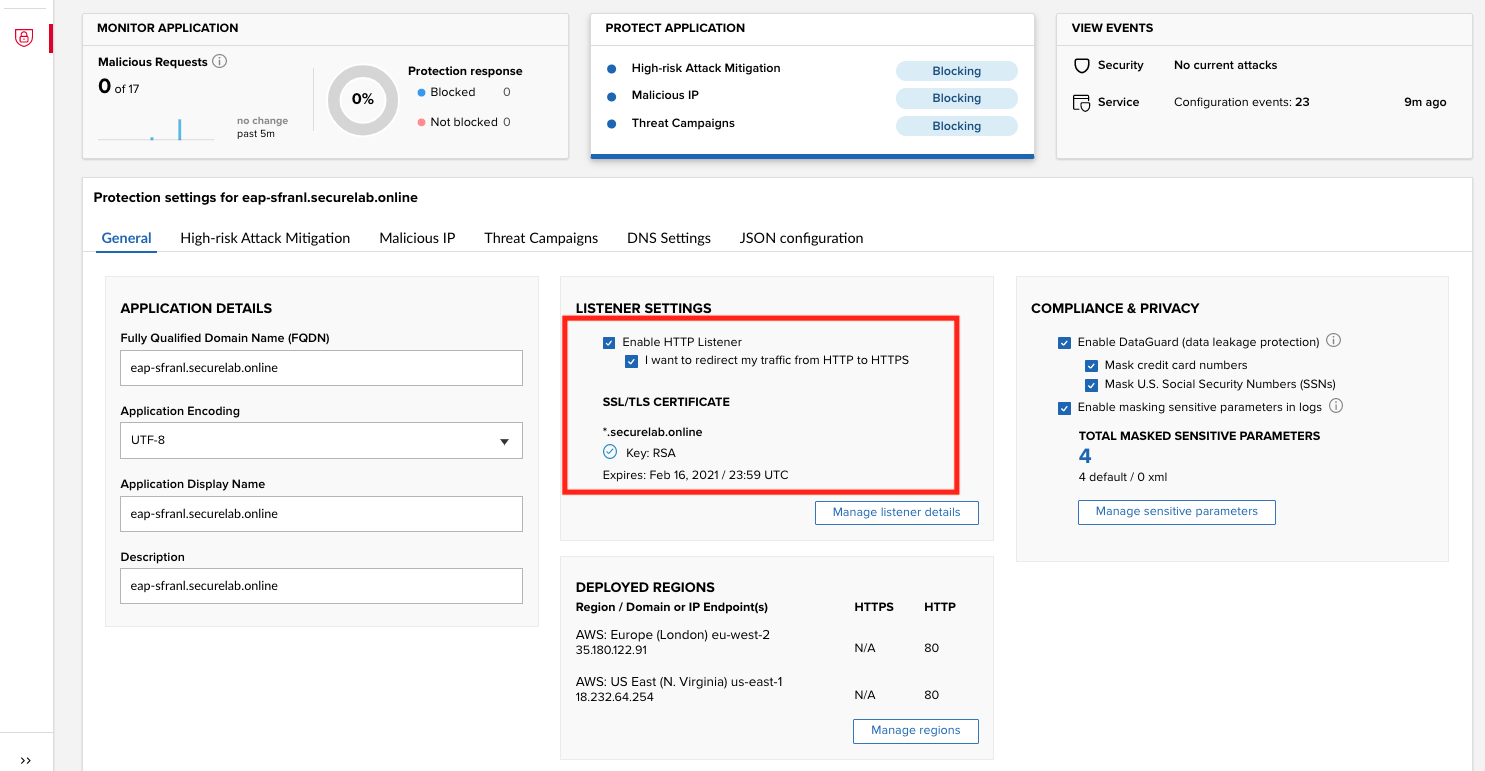 MONITOR APPLICATION
Malicious Requests
0 of 17
no change
past 5m
0%
Protection response
Blocked 0
Not blocked 0
PROTECT APPLICATION
High-risk Attack Mitigation Blocking
Malicious IP Blocking
Threat Campaigns Blocking
VIEW EVENTS
Security No current attacks
Service Configuration events: 23 9m ago
Protection settings for eap-sfranl.securelab.online
General High-risk Attack Mitigation Malicious IP Threat Campaigns DNS Settings JSON configuration
APPLICATION DETAILS
Fully Qualified Domain Name (FQDN)
eap-sfranl.securelab.online
Application Encoding
UTF-8
Application Display Name
eap-sfranl.securelab.online
Description
eap-sfranl.securelab.online
LISTENER SETTINGS
Enable HTTP Listener
I want to redirect my traffic from HTTP to HTTPS
SSL/TLS CERTIFICATE
*.securelab.online
Key: RSA
Expires: Feb 16, 2021 / 23:59 UTC
Manage listener details
DEPLOYED REGIONS
Region / Domain or IP Endpoint(s) HTTPS HTTP
AWS: Europe (London) eu-west-2
35.180.122.91 N/A 80
AWS: US East (N. Virginia) us-east-1
18.232.64.254 N/A 80
Manage regions
COMPLIANCE & PRIVACY
Enable DataGuard (data leakage protection)
Mask credit card numbers
Mask U.S. Social Security Numbers (SSNs)
Enable masking sensitive parameters in logs
TOTAL MASKED SENSITIVE PARAMETERS
4
4 default / 0 xml
Manage sensitive parameters